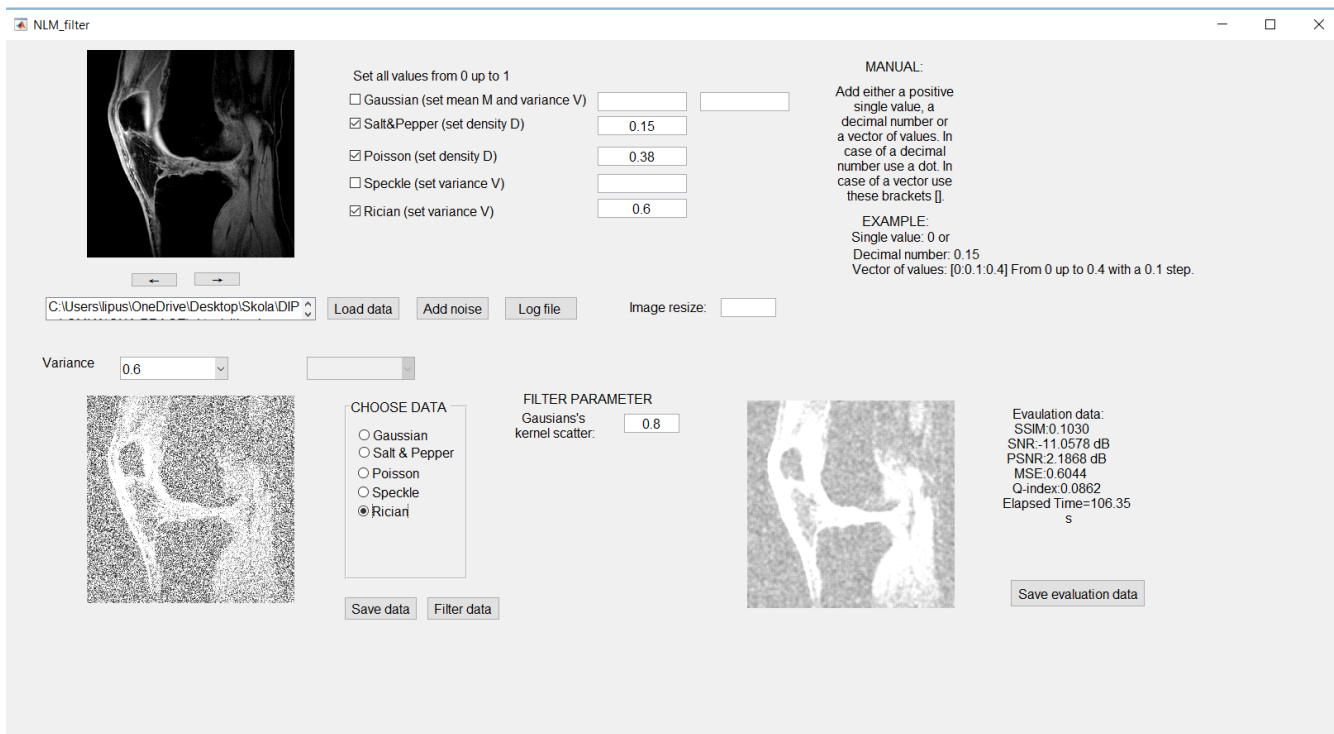 NLM_filter
Set all values from 0 up to 1
Gaussian (set mean M and variance V)
Salt&Pepper (set density D) 0.15
Poisson (set density D) 0.38
Speckle (set variance V)
Rician (set variance V) 0.6
MANUAL:
Add either a positive
single value, a
decimal number or
a vector of values. In
case of a decimal
number use a dot. In
case of a vector use
these brackets [].
EXAMPLE:
Single value: 0 or
Decimal number: 0.15
Vector of values: [0:0.1:0.4] From 0 up to 0.4 with a 0.1 step.
← →
C:\Users\lipus\OneDrive\Desktop\Skola\DIP
Load data Add noise Log file Image resize:
Variance 0.6
CHOOSE DATA
Gaussian
Salt & Pepper
Poisson
Speckle
Rician
Save data Filter data
FILTER PARAMETER
Gausians's
kernel scatter: 0.8
Evaulation data:
SSIM:0.1030
SNR:-11.0578 dB
PSNR:2.1868 dB
MSE:0.6044
Q-index:0.0862
Elapsed Time=106.35
s
Save evaluation data